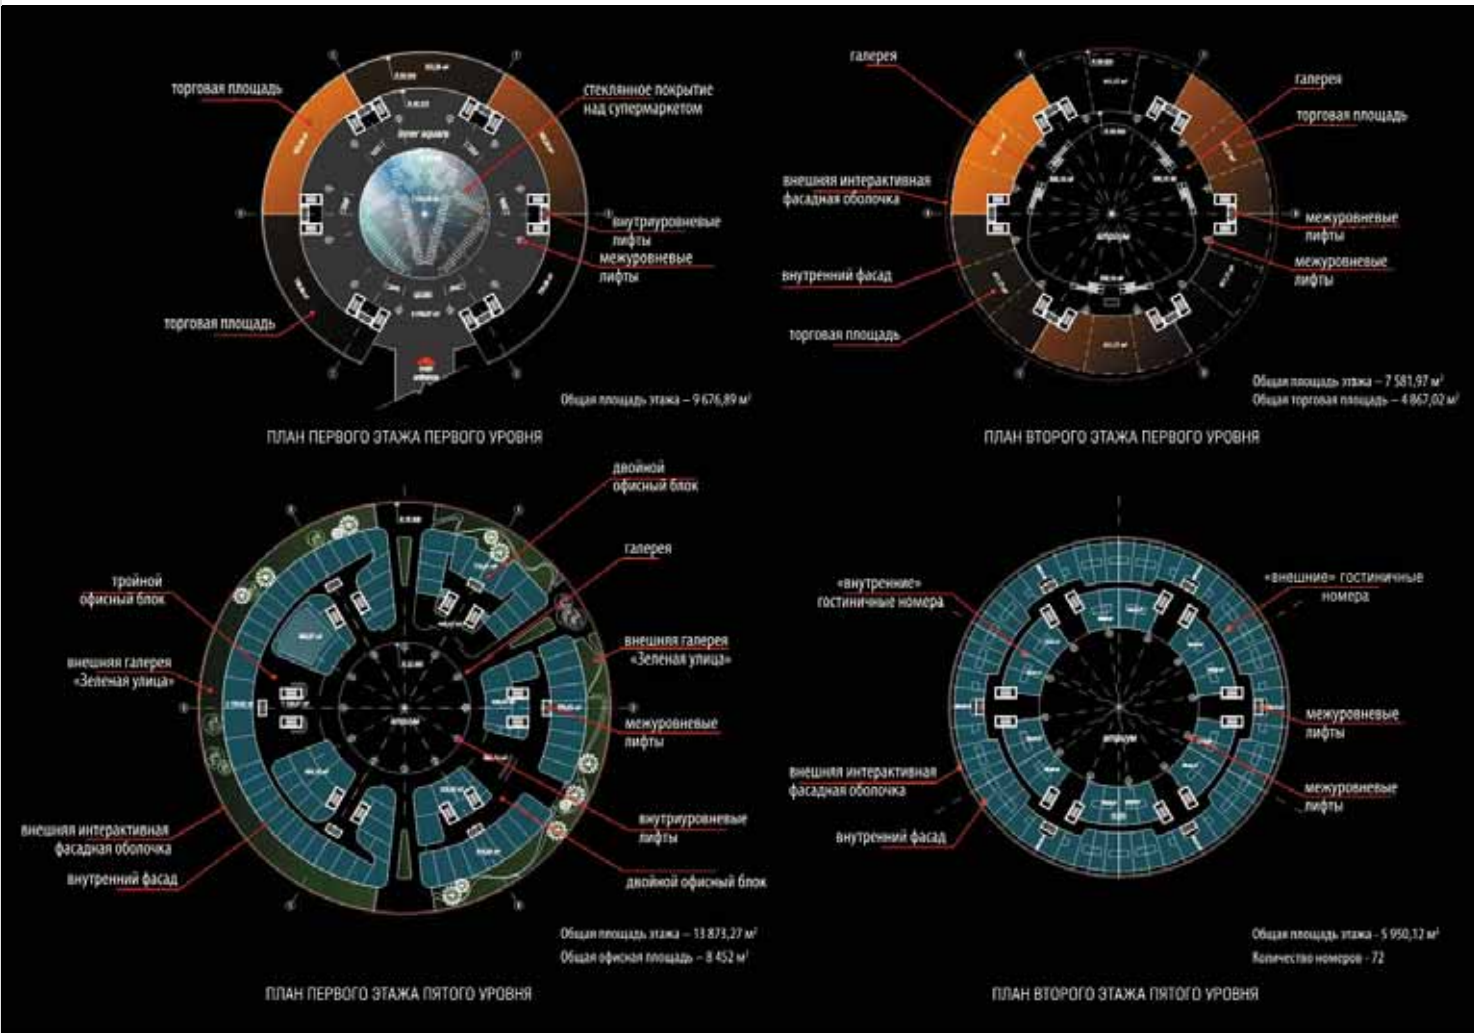 торговая площадь
стеклянное покрытие
над супермаркетом
inner square
внутриуровневые
лифты
межуровневые
лифты
торговая площадь
Общая площадь этажа – 9 676,89 м²
ПЛАН ПЕРВОГО ЭТАЖА ПЕРВОГО УРОВНЯ
галерея
галерея
торговая площадь
внешняя интерактивная
фасадная оболочка
межуровневые
лифты
атриум
межуровневые
лифты
внутренний фасад
торговая площадь
Общая площадь этажа – 7 581,97 м²
Общая торговая площадь – 4 867,02 м²
ПЛАН ВТОРОГО ЭТАЖА ПЕРВОГО УРОВНЯ
двойной
офисный блок
галерея
тройной
офисный блок
внешняя галерея
«Зеленая улица»
внешняя галерея
«Зеленая улица»
атриум
межуровневые
лифты
внешняя интерактивная
фасадная оболочка
внутриуровневые
лифты
внутренний фасад
двойной офисный блок
Общая площадь этажа – 13 873,27 м²
Общая офисная площадь – 8 452 м²
ПЛАН ПЕРВОГО ЭТАЖА ПЯТОГО УРОВНЯ
«внутренние»
гостиничные номера
«внешние» гостиничные
номера
атриум
межуровневые
лифты
внешняя интерактивная
фасадная оболочка
межуровневые
лифты
внутренний фасад
Общая площадь этажа - 5 950,12 м²
Количество номеров - 72
ПЛАН ВТОРОГО ЭТАЖА ПЯТОГО УРОВНЯ